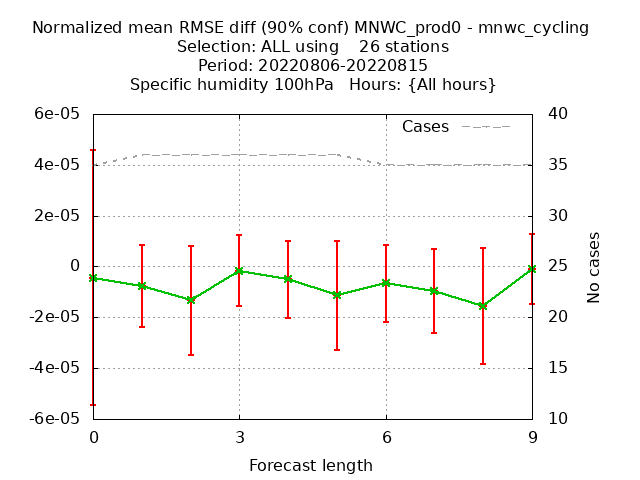 Normalized mean RMSE diff (90% conf) MNWC_prod0 - mnwc_cycling
Selection: ALL using    26 stations
Period: 20220806-20220815
Specific humidity 100hPa   Hours: {All hours}
6e-05
4e-05
2e-05
0
-2e-05
-4e-05
-6e-05
Cases
40
35
30
25
20
15
10
No cases
0 3 6 9
Forecast length